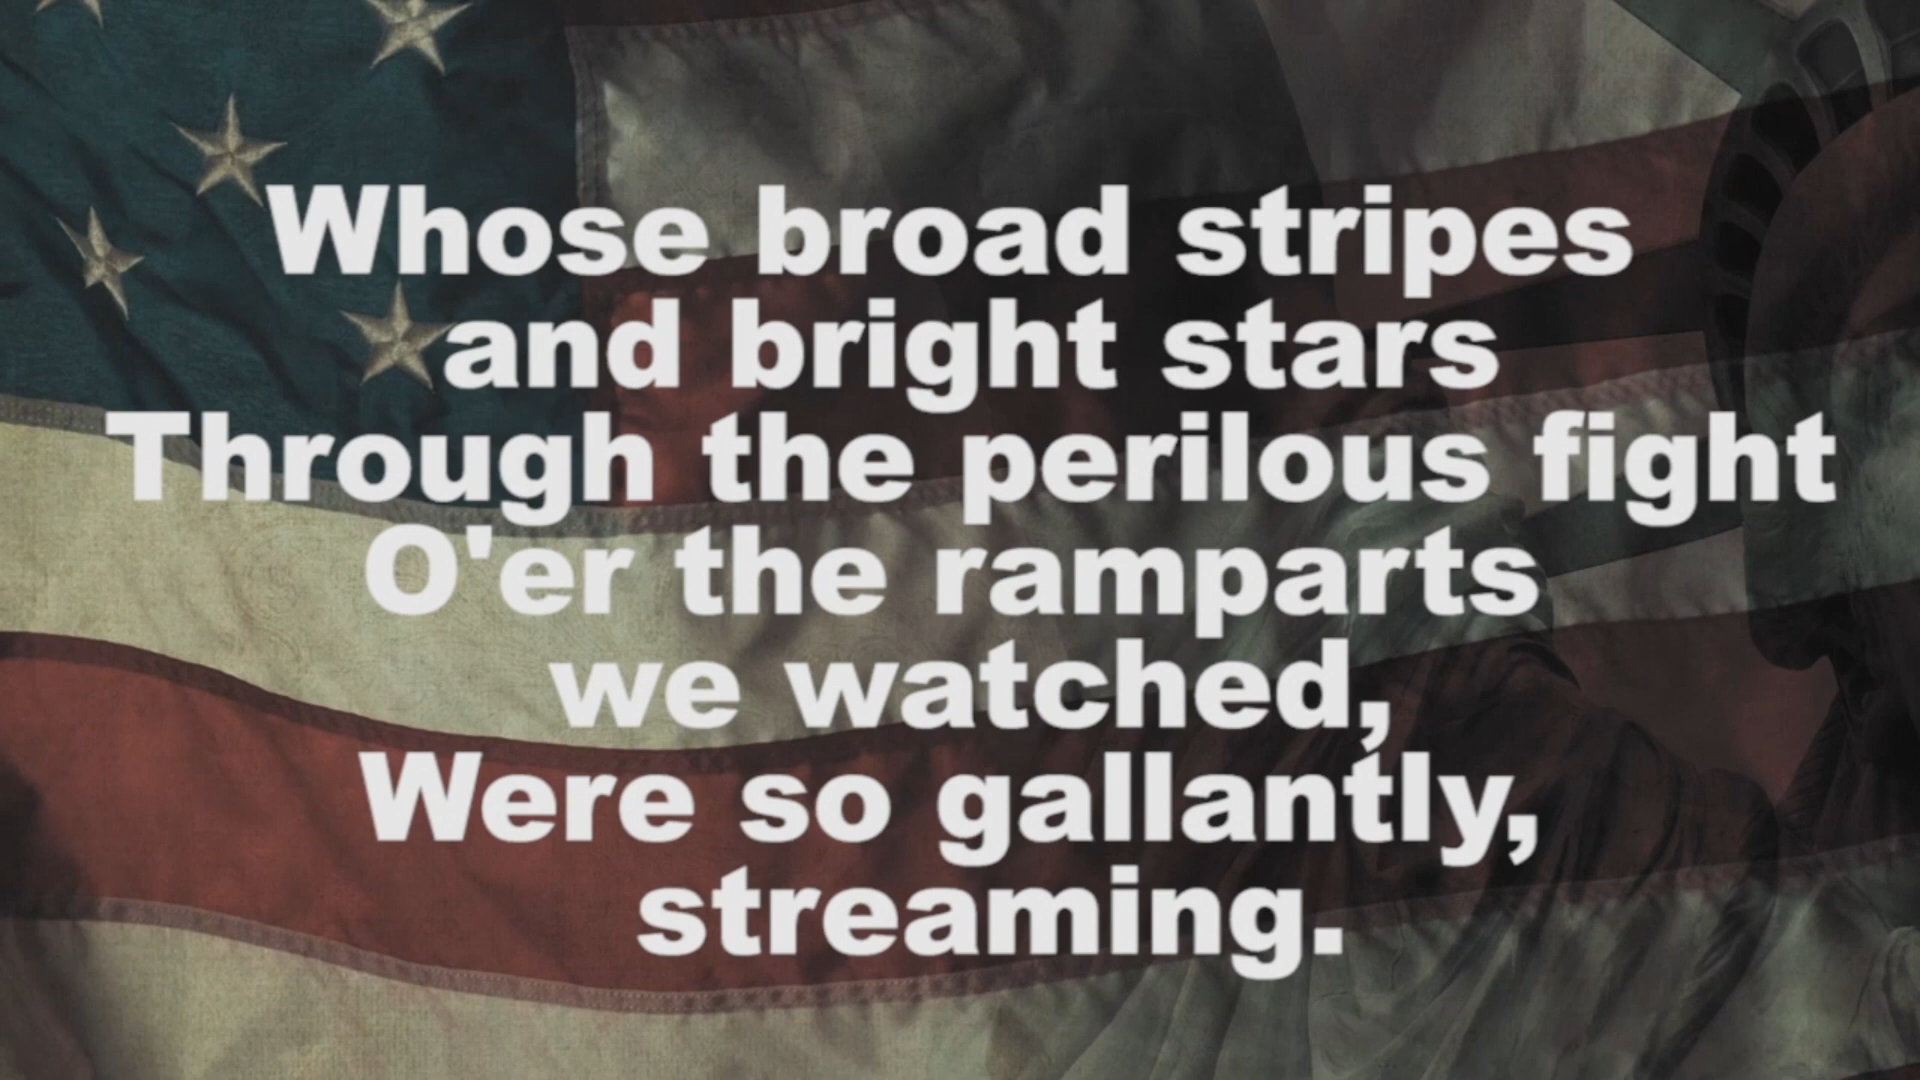 Whose broad stripes
and bright stars
Through the perilous fight
O'er the ramparts
we watched,
Were so gallantly,
streaming.